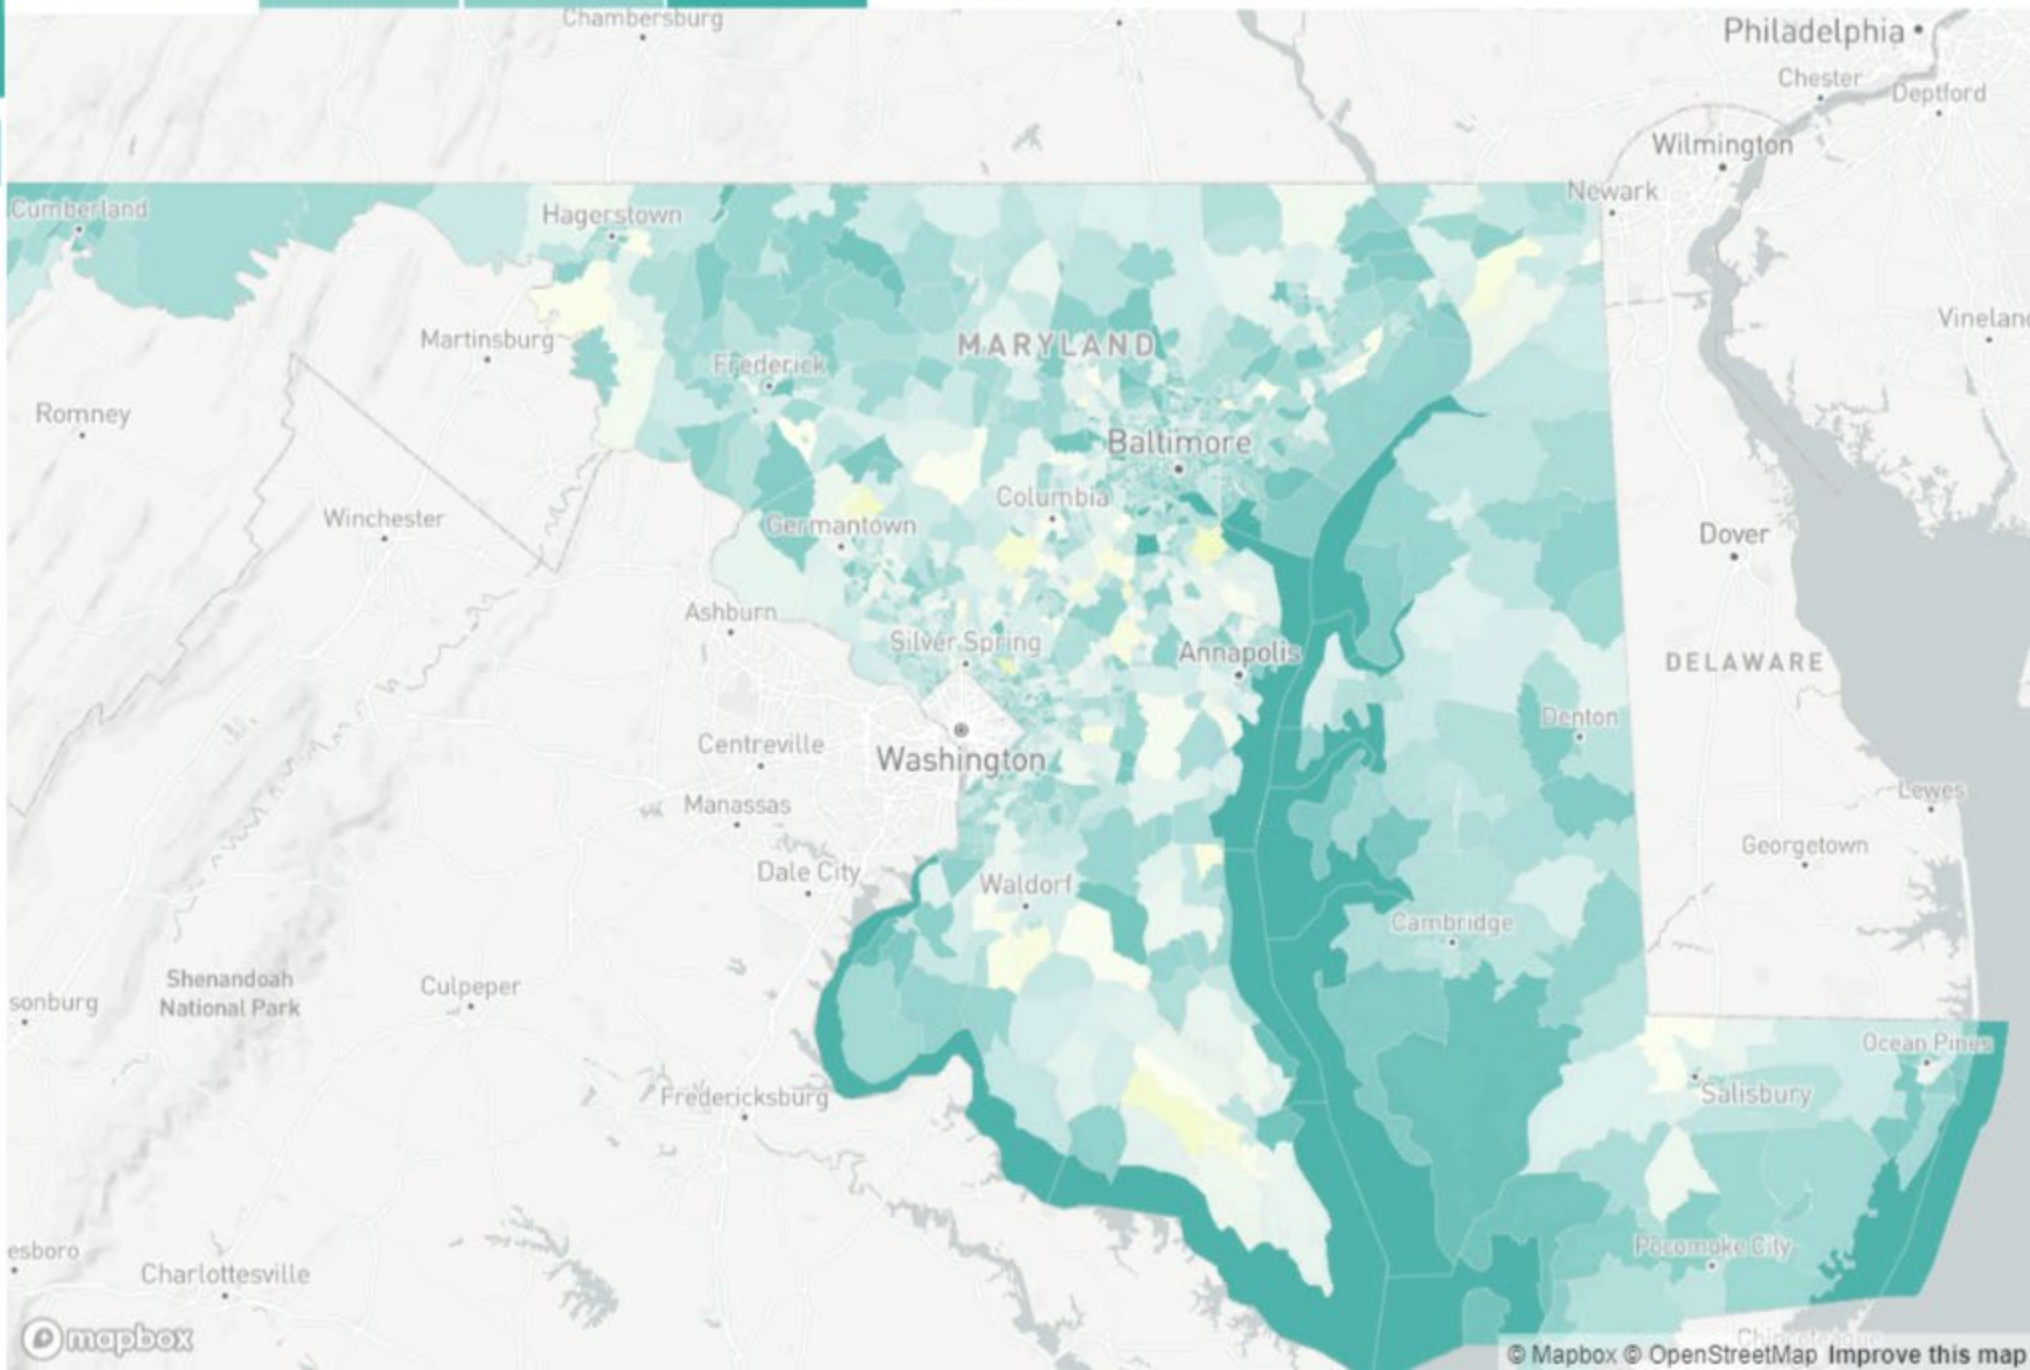 Chambersburg
Philadelphia
Chester
Deptford
Wilmington
Newark
Cumberland
Hagerstown
Vineland
Martinsburg
MARYLAND
Frederick
Romney
Baltimore
Columbia
Winchester
Germantown
Dover
Ashburn
Silver Spring
Annapolis
DELAWARE
Denton
Centreville
Washington
Manassas
Lewes
Georgetown
Dale City
Waldorf
Cambridge
Shenandoah
National Park
Culpeper
sonburg
Ocean Pines
Salisbury
Fredericksburg
esboro
Charlottesville
Pocomoke City
mapbox
© Mapbox © OpenStreetMap Improve this map